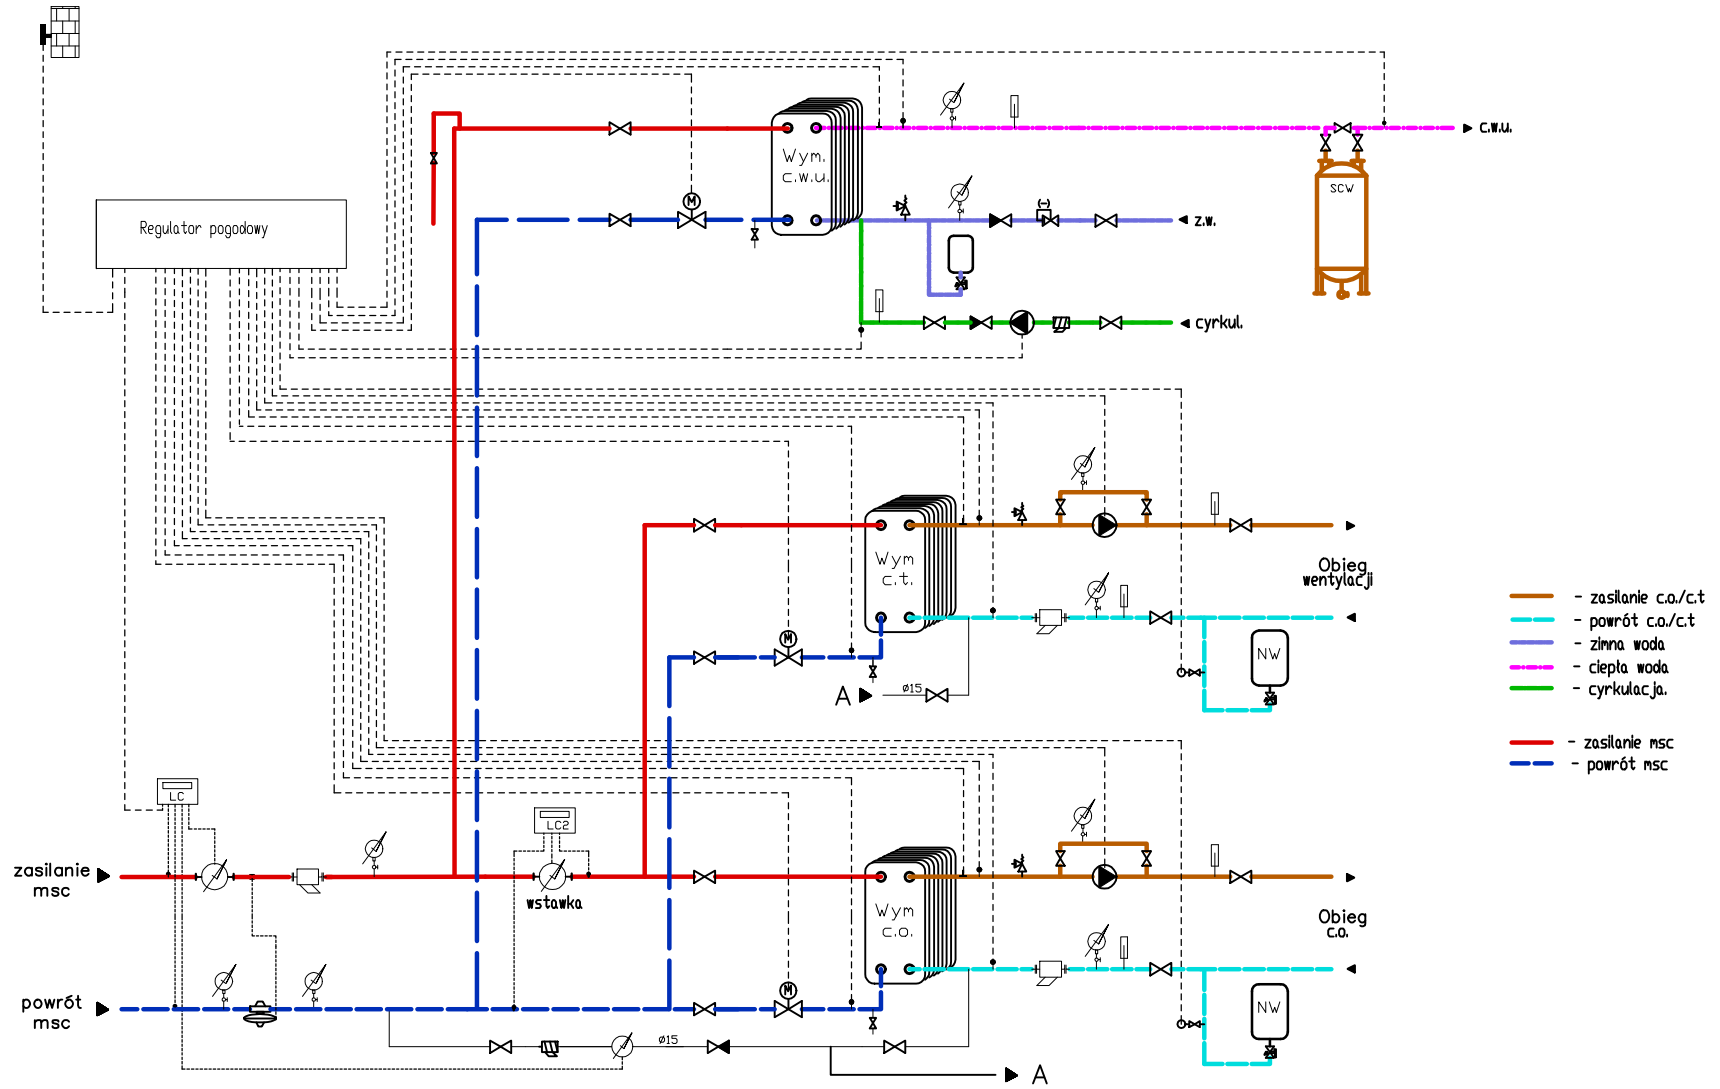 c.w.u.
M
Wym.
c.w.u.
SCW
Regulator pogodowy
z.w.
cyrkul.
Wym
c.t.
Obieg
wentylacji
M
NW
A
ø15
- zasilanie c.o./c.t
- powrót c.o./c.t
- zimna woda
- ciepła woda
- cyrkulacja.
- zasilanie msc
- powrót msc
LC
LC2
zasilanie
msc
wstawka
Wym
c.o.
Obieg
c.o.
powrót
msc
M
NW
ø15
A